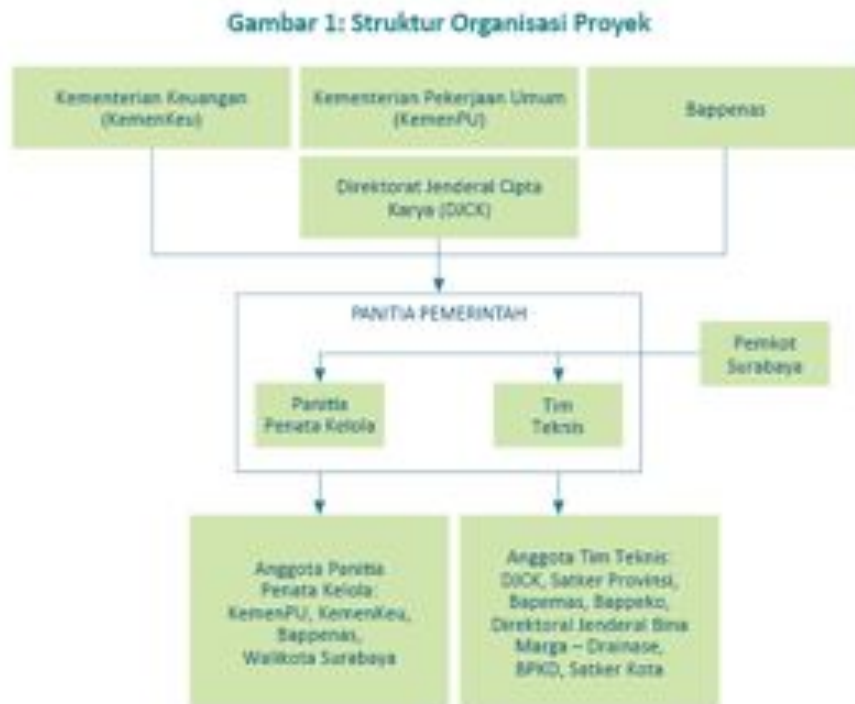 Gambar 1: Struktur Organisasi Proyek
Kementerian Keuangan
(KemenKeu)
Kementerian Pekerjaan Umum
(KemenPU)
Bappenas
Direktorat Jenderal Cipta
Karya (DJCK)
PANITIA PEMERINTAH
Pemkot
Surabaya
Panitia
Penata Kelola
Tim
Teknis
Anggota Panitia
Penata Kelola:
KemenPU, KemenKeu,
Bappenas,
Walikota Surabaya
Anggota Tim Teknis:
DJCK, Satker Provinsi,
Bapemas, Bappeko,
Direktoral Jenderal Bina
Marga – Drainase,
BPKD, Satker Kota